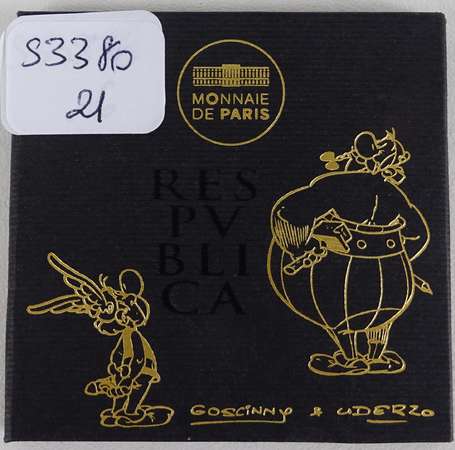 S3380
21
MONNAIE
DE PARIS
RES
PV
BLI
CA
GOSCINNY & UDERZO